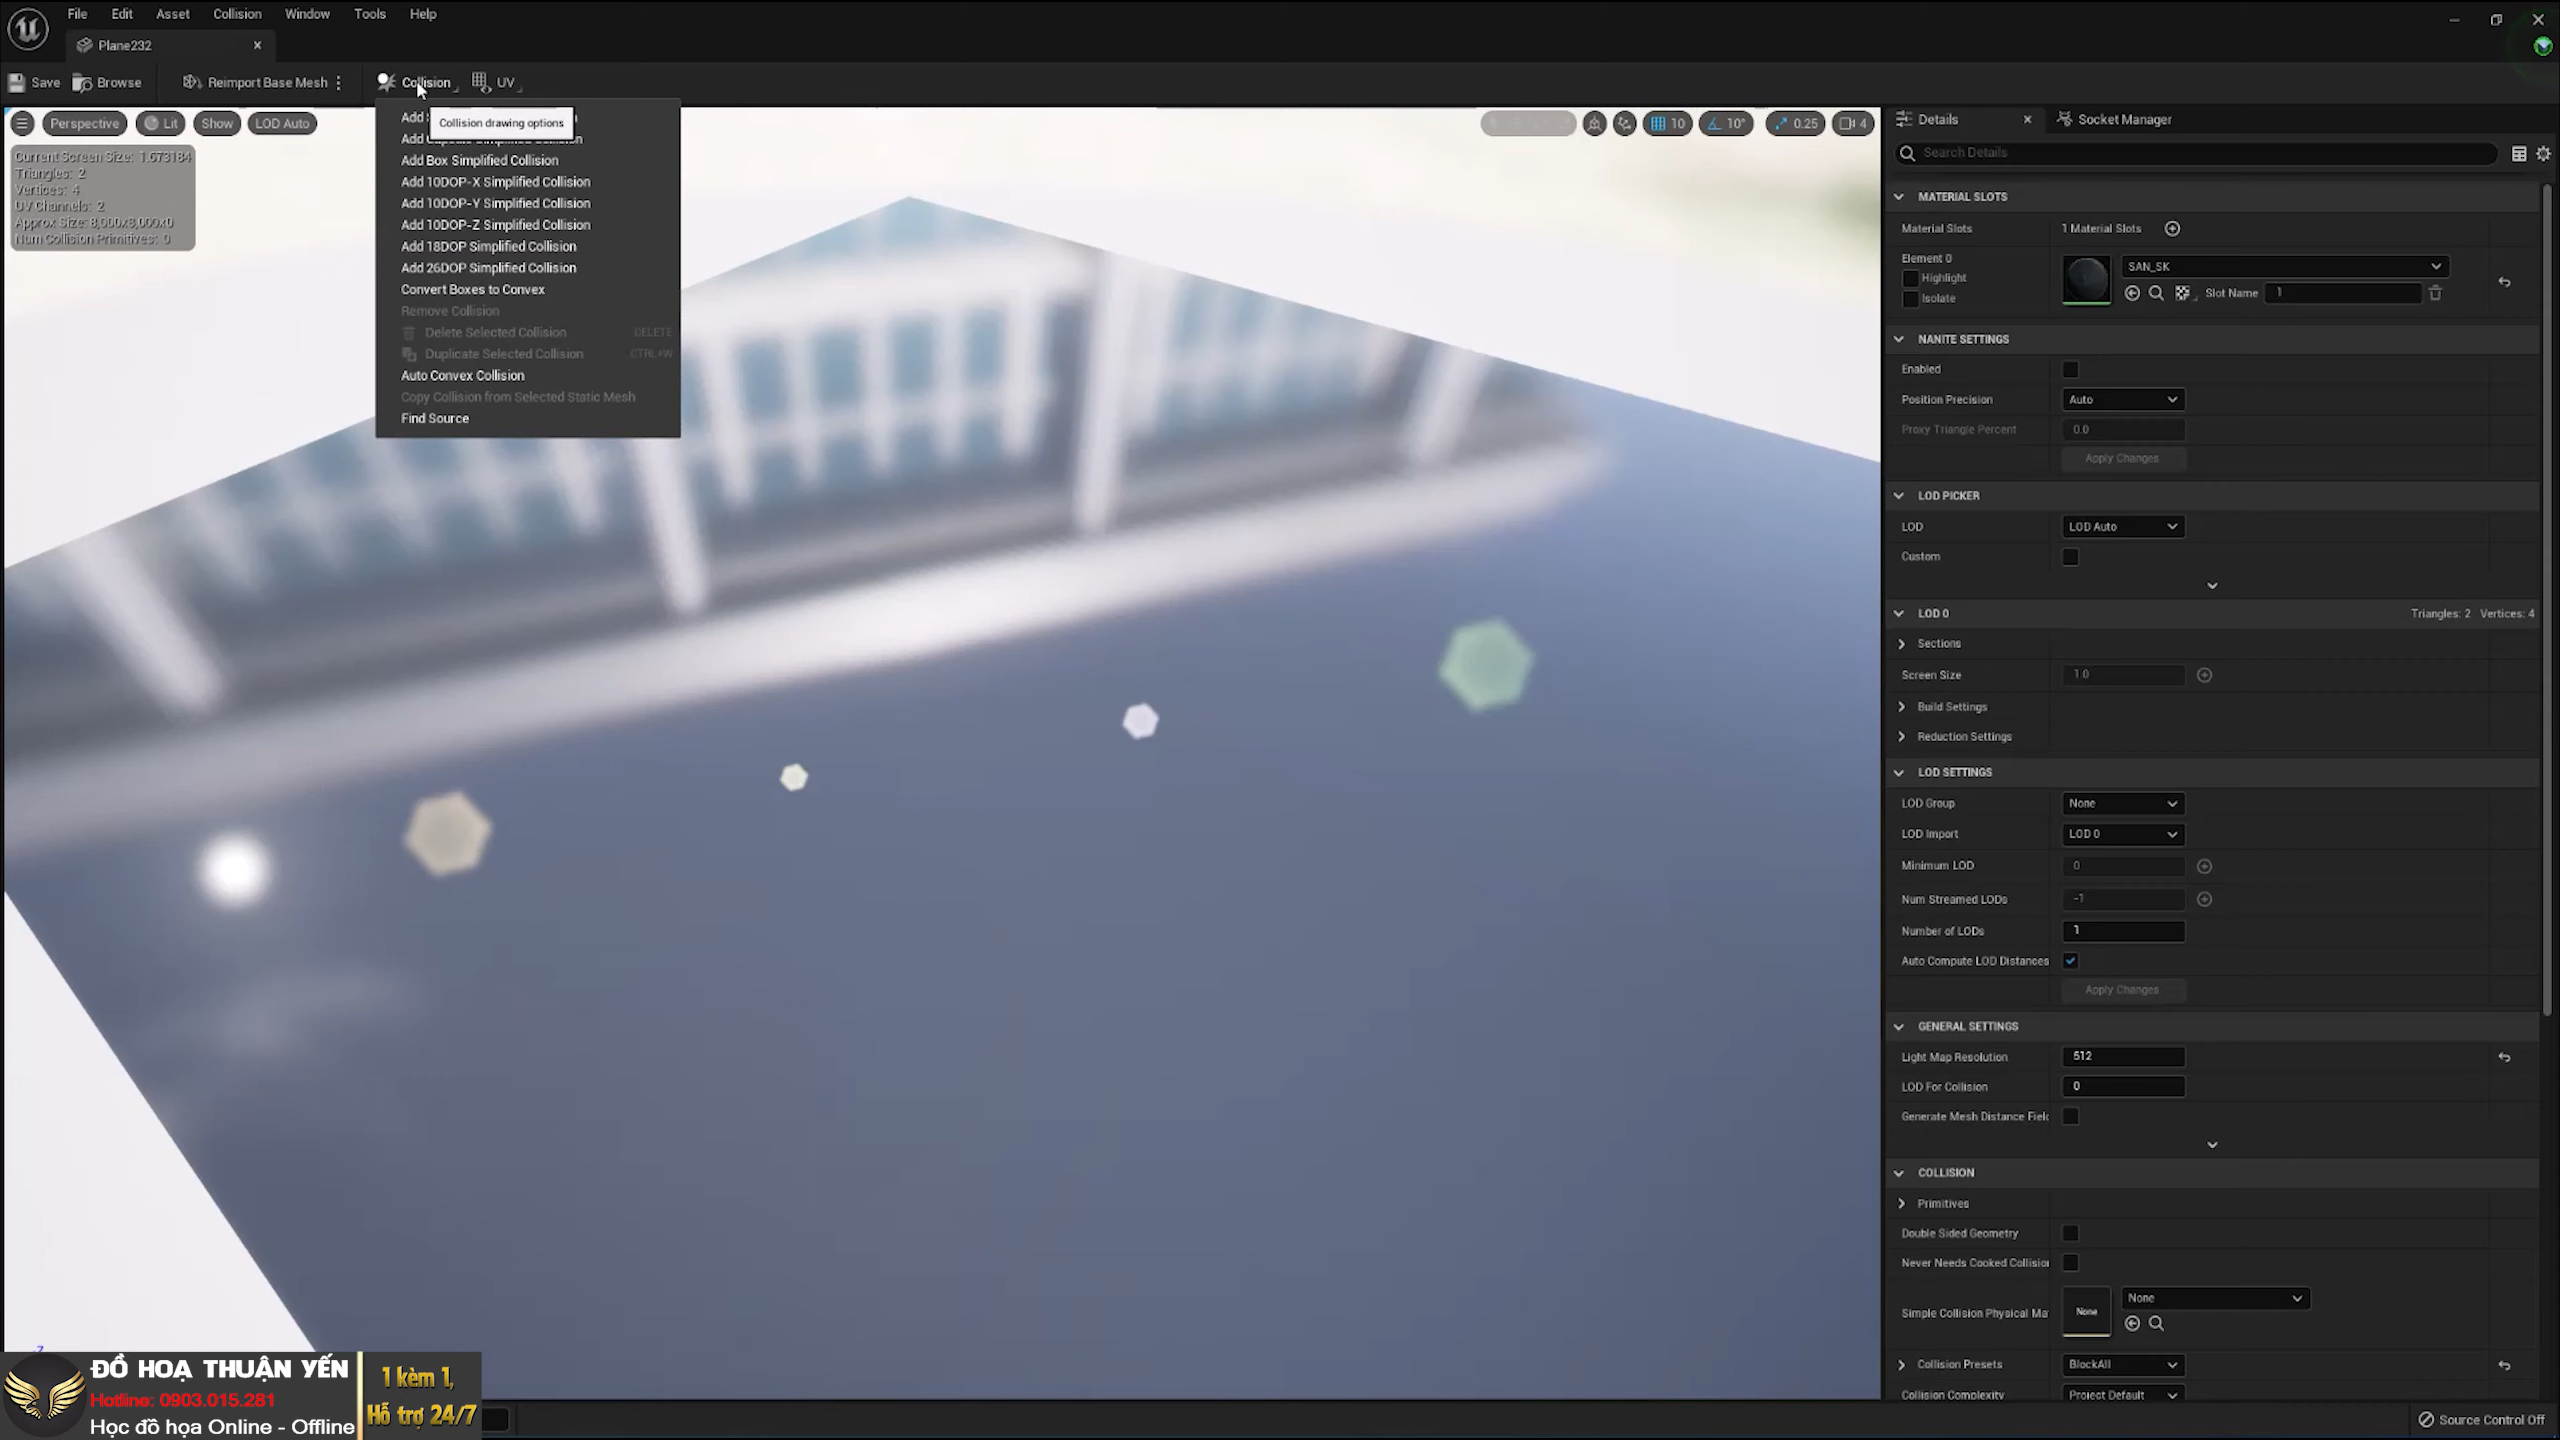 File Edit Asset Collision Window Tools Help
Plane232
Save Browse Reimport Base Mesh Collision UV
Perspective Lit Show LOD Auto
10 10° 0.25 4
Current Screen Size: 1.673184
Triangles: 2
Vertices: 4
UV Channels: 2
Approx Size: 8,000x8,000x0
Num Collision Primitives: 0
Add
Collision drawing options
Add Capsule Simplified Collision
Add Box Simplified Collision
Add 10DOP-X Simplified Collision
Add 10DOP-Y Simplified Collision
Add 10DOP-Z Simplified Collision
Add 18DOP Simplified Collision
Add 26DOP Simplified Collision
Convert Boxes to Convex
Remove Collision
Delete Selected Collision DELETE
Duplicate Selected Collision CTRL+W
Auto Convex Collision
Copy Collision from Selected Static Mesh
Find Source
Details Socket Manager
Search Details
MATERIAL SLOTS
Material Slots 1 Material Slots
Element 0
Highlight
Isolate
SAN_SK
Slot Name 1
NANITE SETTINGS
Enabled
Position Precision Auto
Proxy Triangle Percent 0.0
Apply Changes
LOD PICKER
LOD LOD Auto
Custom
LOD 0 Triangles: 2 Vertices: 4
Sections
Screen Size 1.0
Build Settings
Reduction Settings
LOD SETTINGS
LOD Group None
LOD Import LOD 0
Minimum LOD 0
Num Streamed LODs -1
Number of LODs 1
Auto Compute LOD Distances
Apply Changes
GENERAL SETTINGS
Light Map Resolution 512
LOD For Collision 0
Generate Mesh Distance Fiel
COLLISION
Primitives
Double Sided Geometry
Never Needs Cooked Collisio
Simple Collision Physical Ma None None
Collision Presets BlockAll
Collision Complexity Project Default
Source Control Off
ĐỒ HOẠ THUẬN YẾN
Hotline: 0903.015.281
Học đồ họa Online - Offline
1 kèm 1,
Hỗ trợ 24/7